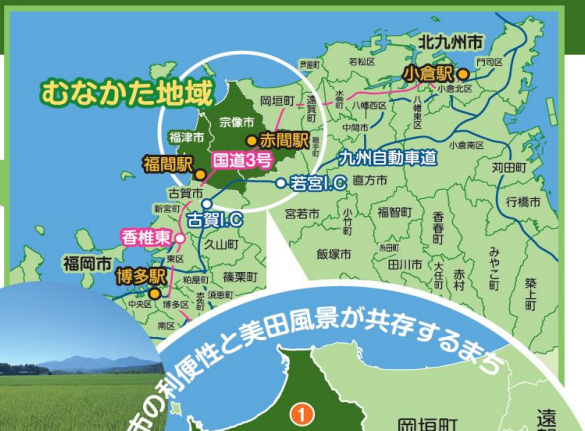 北九州市
門司区
芦屋町
若松区
小倉駅
小倉北区
むなかた地域
岡垣町
遠賀町
水巻町
八幡西区
八幡東区
宗像市
中間市
福津市
赤間駅
鞍手町
小倉南区
国道3号
九州自動車道
福間駅
苅田町
若宮I.C
直方市
古賀市
行橋市
新宮町
古賀I.C
宮若市
小竹町
福智町
香春町
みやこ町
香椎東
久山町
飯塚市
糸田町
田川市
大任町
赤村
築上町
福岡市
東区
博多駅
粕屋町
篠栗町
中央区
博多区
志免町
須恵町
南区
市の利便性と美田風景が共存するまち
1
岡垣町
遠賀